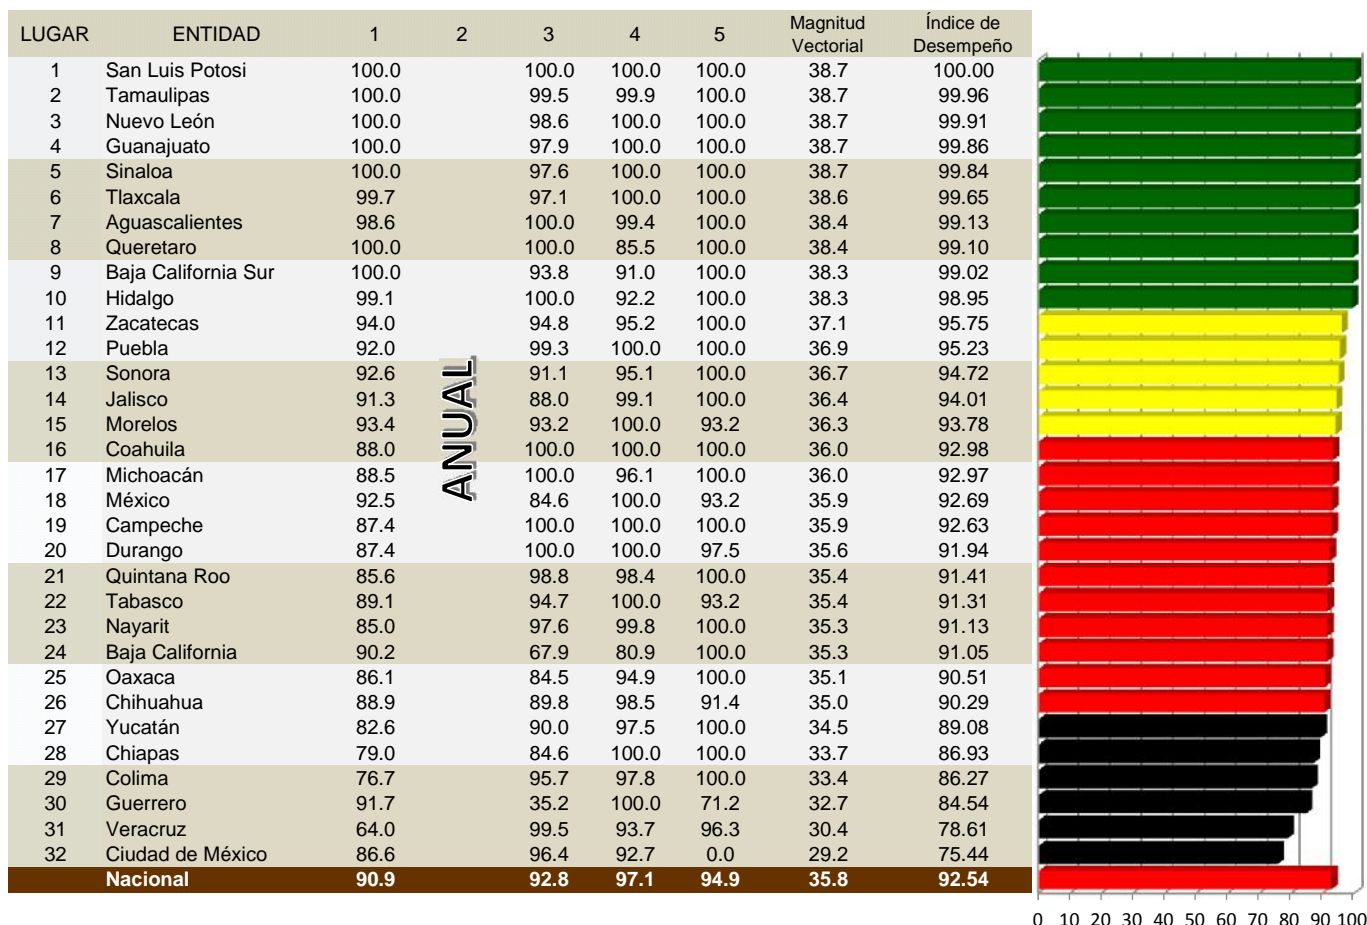 LUGAR ENTIDAD 1 2 3 4 5 Magnitud Vectorial Índice de Desempeño
1 San Luis Potosi 100.0 100.0 100.0 100.0 38.7 100.00
2 Tamaulipas 100.0 99.5 99.9 100.0 38.7 99.96
3 Nuevo León 100.0 98.6 100.0 100.0 38.7 99.91
4 Guanajuato 100.0 97.9 100.0 100.0 38.7 99.86
5 Sinaloa 100.0 97.6 100.0 100.0 38.7 99.84
6 Tlaxcala 99.7 97.1 100.0 100.0 38.6 99.65
7 Aguascalientes 98.6 100.0 99.4 100.0 38.4 99.13
8 Queretaro 100.0 100.0 85.5 100.0 38.4 99.10
9 Baja California Sur 100.0 93.8 91.0 100.0 38.3 99.02
10 Hidalgo 99.1 100.0 92.2 100.0 38.3 98.95
11 Zacatecas 94.0 94.8 95.2 100.0 37.1 95.75
12 Puebla 92.0 99.3 100.0 100.0 36.9 95.23
13 Sonora 92.6 91.1 95.1 100.0 36.7 94.72
14 Jalisco 91.3 88.0 99.1 100.0 36.4 94.01
15 Morelos 93.4 93.2 100.0 93.2 36.3 93.78
16 Coahuila 88.0 100.0 100.0 100.0 36.0 92.98
17 Michoacán 88.5 100.0 96.1 100.0 36.0 92.97
18 México 92.5 84.6 100.0 93.2 35.9 92.69
19 Campeche 87.4 100.0 100.0 100.0 35.9 92.63
20 Durango 87.4 100.0 100.0 97.5 35.6 91.94
21 Quintana Roo 85.6 98.8 98.4 100.0 35.4 91.41
22 Tabasco 89.1 94.7 100.0 93.2 35.4 91.31
23 Nayarit 85.0 97.6 99.8 100.0 35.3 91.13
24 Baja California 90.2 67.9 80.9 100.0 35.3 91.05
25 Oaxaca 86.1 84.5 94.9 100.0 35.1 90.51
26 Chihuahua 88.9 89.8 98.5 91.4 35.0 90.29
27 Yucatán 82.6 90.0 97.5 100.0 34.5 89.08
28 Chiapas 79.0 84.6 100.0 100.0 33.7 86.93
29 Colima 76.7 95.7 97.8 100.0 33.4 86.27
30 Guerrero 91.7 35.2 100.0 71.2 32.7 84.54
31 Veracruz 64.0 99.5 93.7 96.3 30.4 78.61
32 Ciudad de México 86.6 96.4 92.7 0.0 29.2 75.44
Nacional 90.9 92.8 97.1 94.9 35.8 92.54
ANUAL
0 10 20 30 40 50 60 70 80 90 100